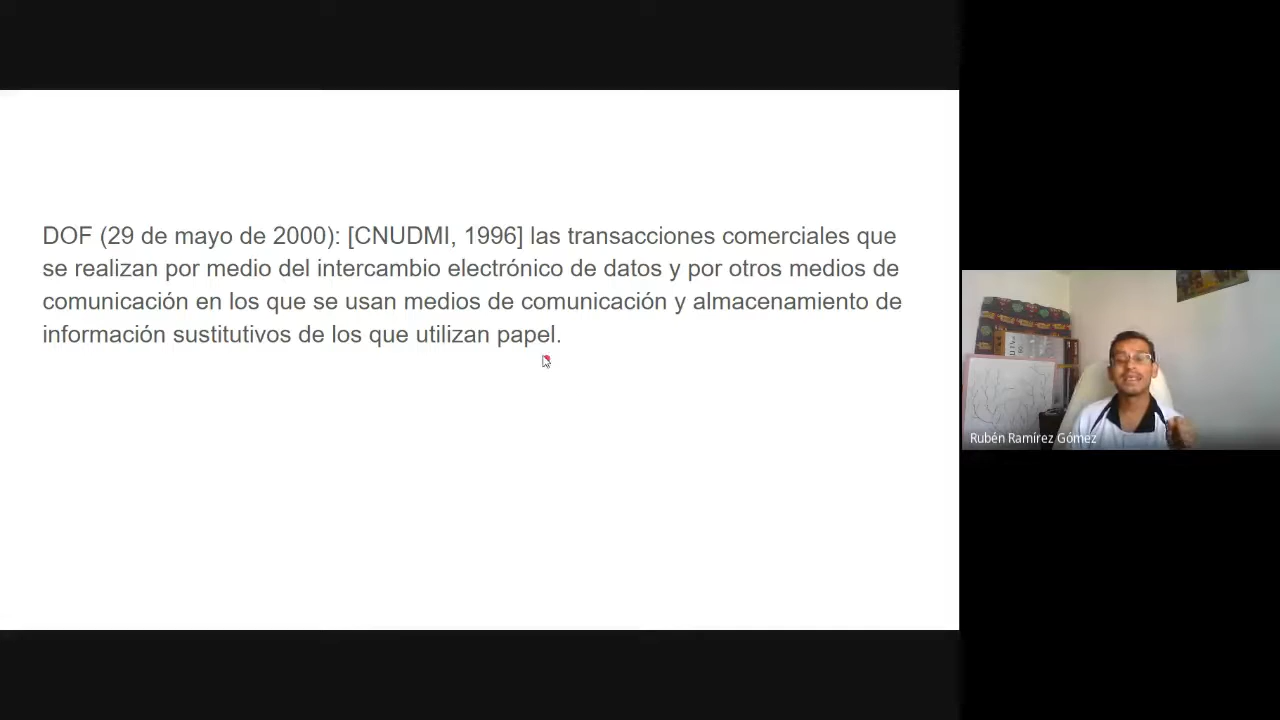 DOF (29 de mayo de 2000): [CNUDMI, 1996] las transacciones comerciales que
se realizan por medio del intercambio electrónico de datos y por otros medios de
comunicación en los que se usan medios de comunicación y almacenamiento de
información sustitutivos de los que utilizan papel.
Rubén Ramírez Gómez